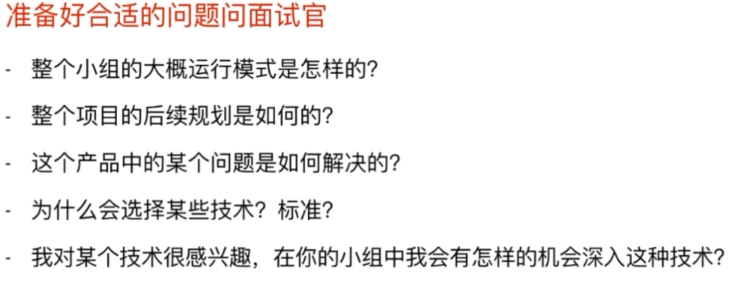 准备好合适的问题问面试官
- 整个小组的大概运行模式是怎样的?
- 整个项目的后续规划是如何的?
- 这个产品中的某个问题是如何解决的?
- 为什么会选择某些技术? 标准?
- 我对某个技术很感兴趣，在你的小组中我会有怎样的机会深入这种技术?